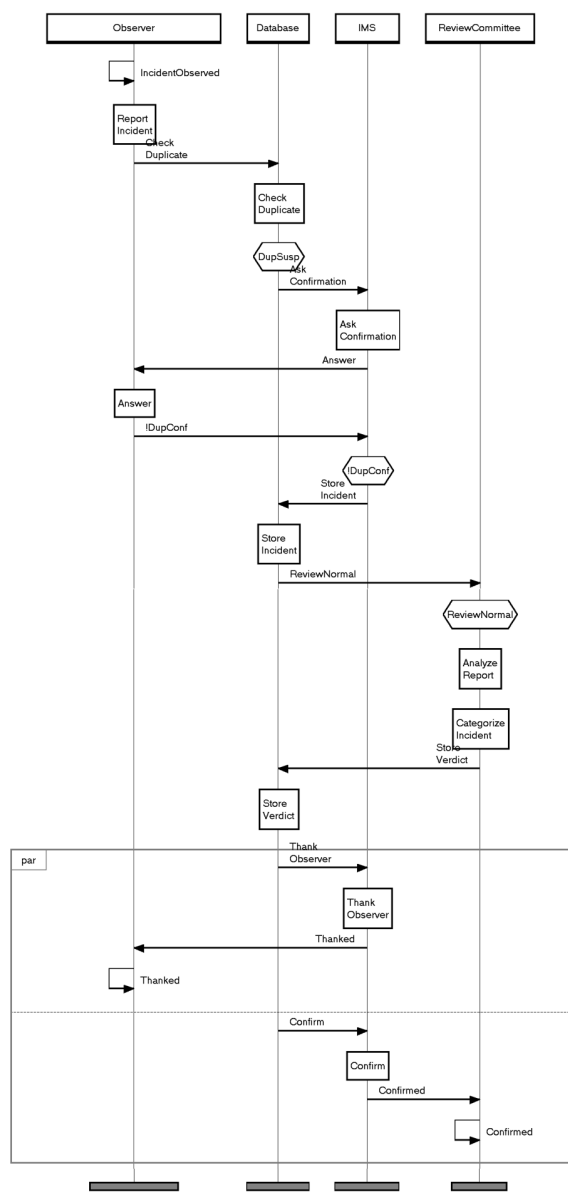 Observer
Database
IMS
ReviewCommittee
IncidentObserved
Report
Incident
Check
Duplicate
Check
Duplicate
DupSusp
Ask
Confirmation
Ask
Confirmation
Answer
Answer
!DupConf
!DupConf
Store
Incident
Store
Incident
ReviewNormal
ReviewNormal
Analyze
Report
Categorize
Incident
Store
Verdict
Store
Verdict
par
Thank
Observer
Thank
Observer
Thanked
Thanked
Confirm
Confirm
Confirmed
Confirmed